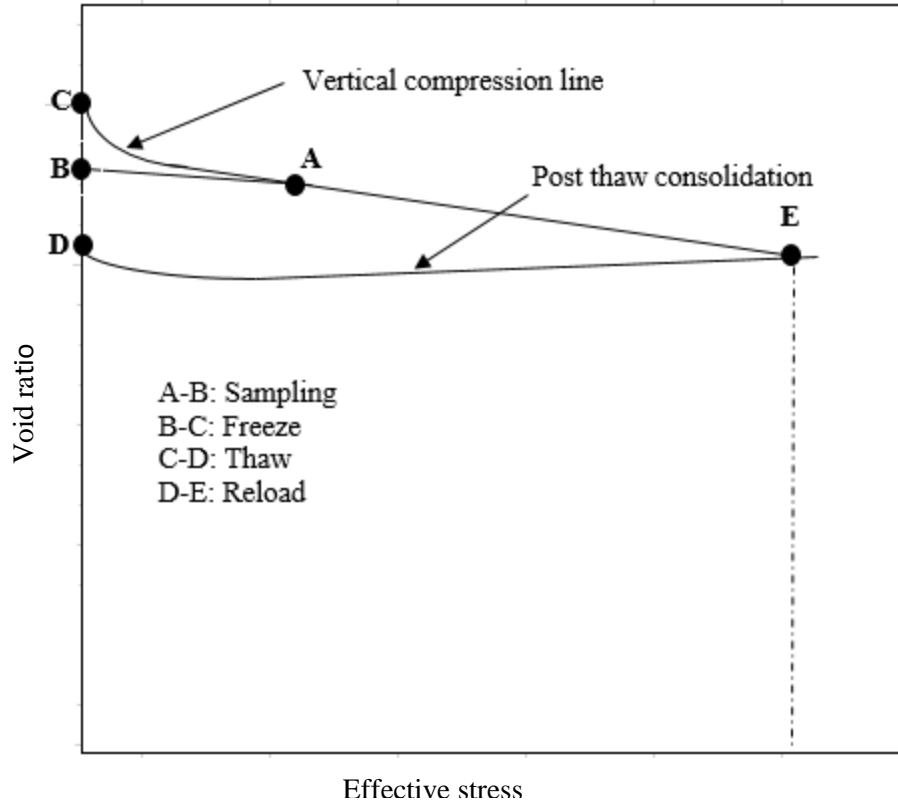 C
Vertical compression line
B
A
Post thaw consolidation
E
D
A-B: Sampling
B-C: Freeze
C-D: Thaw
D-E: Reload
Void ratio
Effective stress